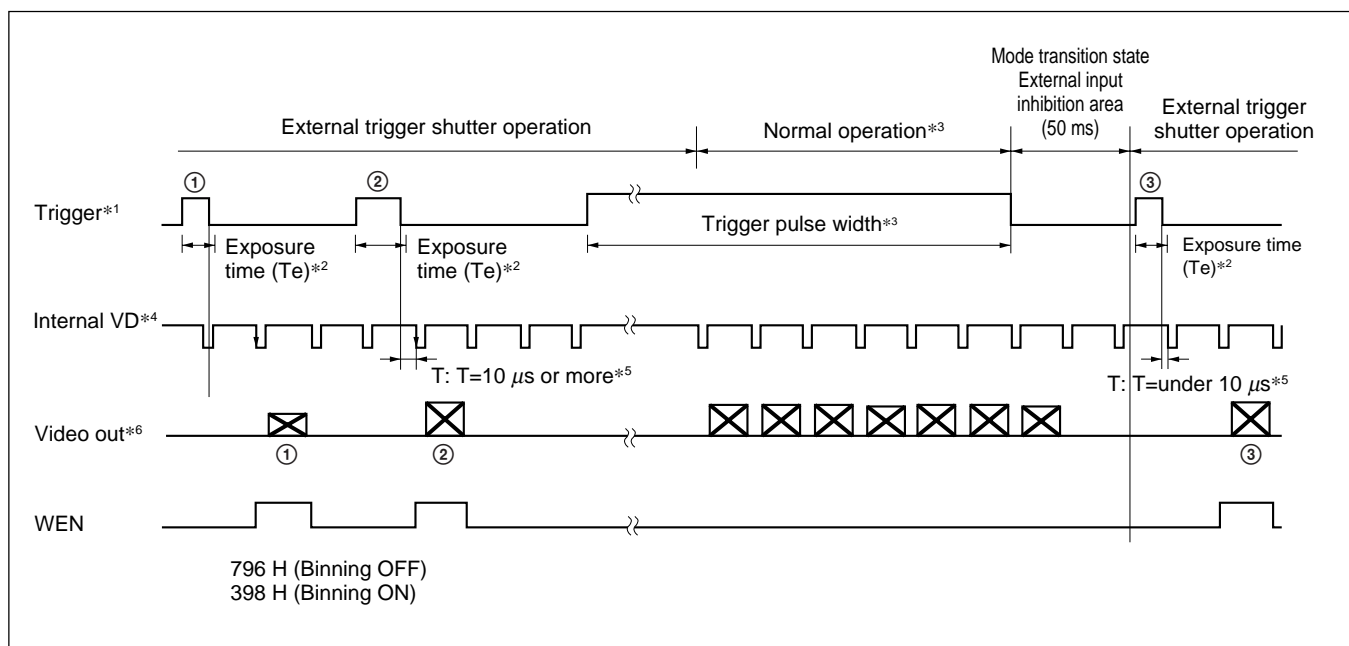 Mode transition state
External input
inhibition area
(50 ms)
External trigger shutter operation
Normal operation*3
External trigger
shutter operation
①
②
③
Trigger*1
Exposure
time (Te)*2
Exposure
time (Te)*2
Trigger pulse width*3
Exposure time
(Te)*2
Internal VD*4
T: T=10 μs or more*5
T: T=under 10 μs*5
Video out*6
①
②
③
WEN
796 H (Binning OFF)
398 H (Binning ON)